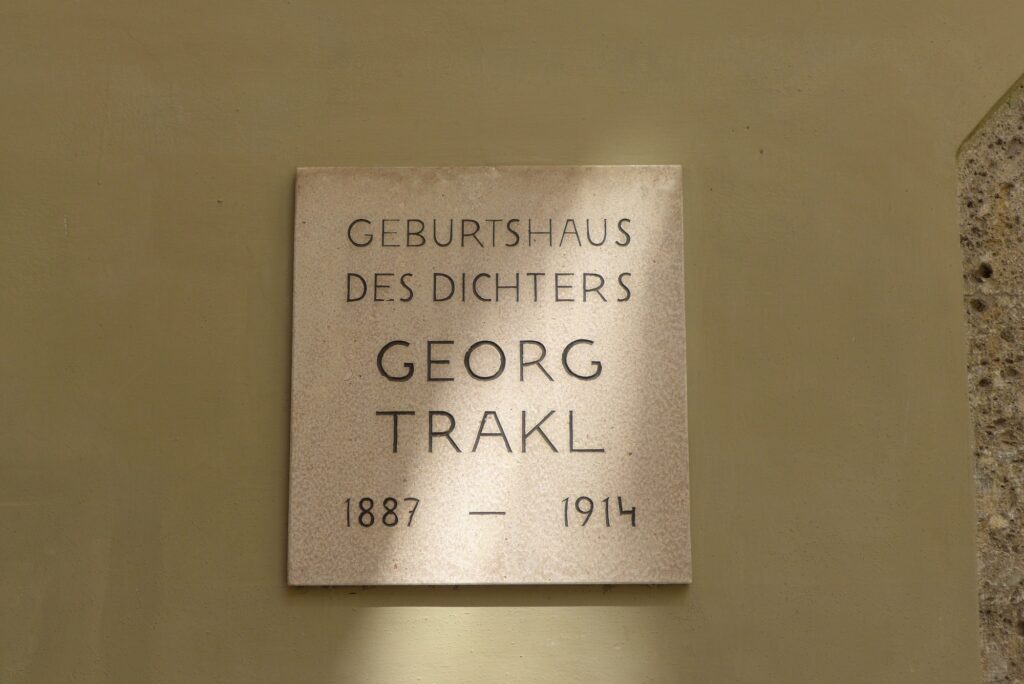 GEBURTSHAUS
DES DICHTERS
GEORG
TRAKL
1887 — 1914